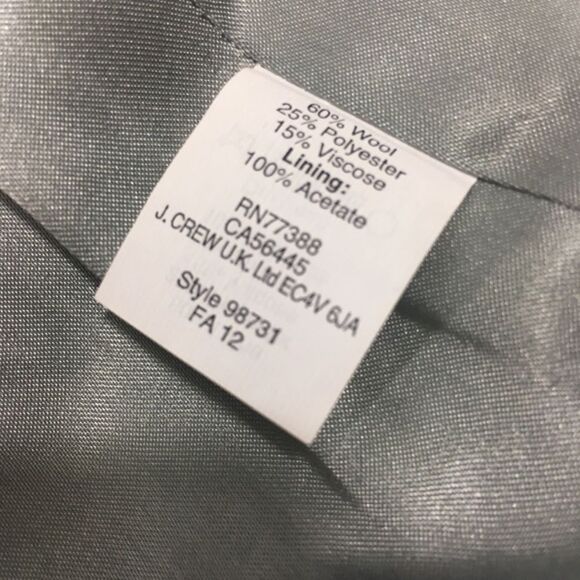 60% Wool
25% Polyester
15% Viscose
Lining:
100% Acetate
RN77388
CA56445
J. CREW U.K. Ltd EC4V 6JA
Style 98731
FA 12